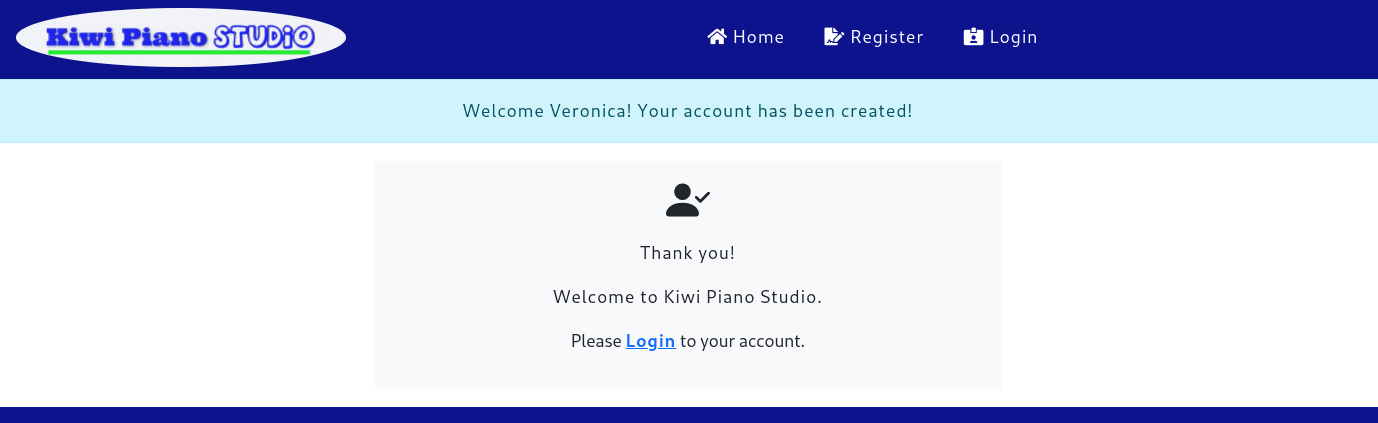 Kiwi Piano STUDiO
Home Register Login
Welcome Veronica! Your account has been created!
Thank you!
Welcome to Kiwi Piano Studio.
Please Login to your account.